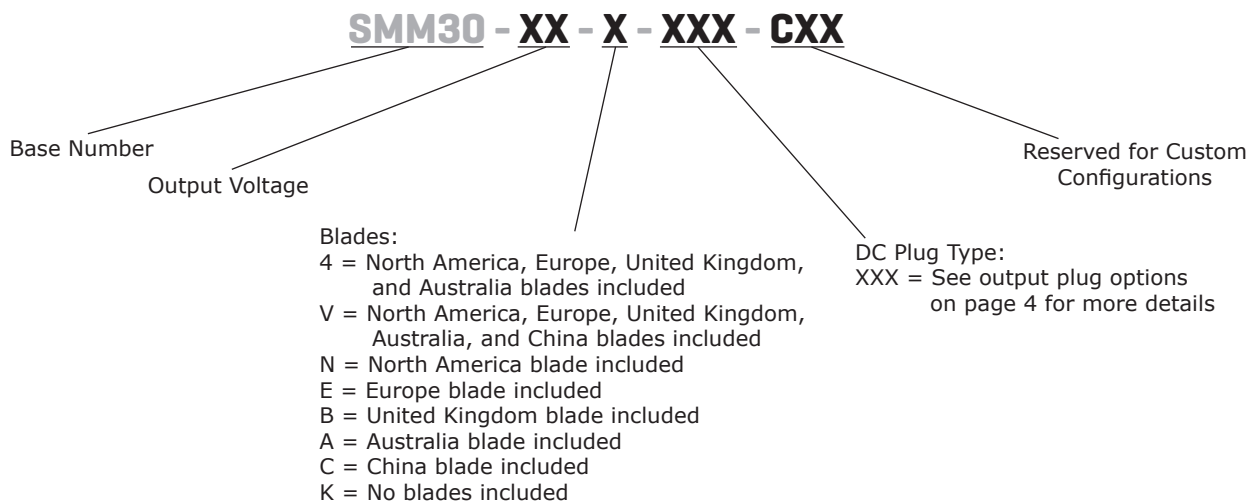 SMM30 - XX - X - XXX - CXX
Base Number
Output Voltage
Blades:
4 = North America, Europe, United Kingdom,
and Australia blades included
V = North America, Europe, United Kingdom,
Australia, and China blades included
N = North America blade included
E = Europe blade included
B = United Kingdom blade included
A = Australia blade included
C = China blade included
K = No blades included
DC Plug Type:
XXX = See output plug options
on page 4 for more details
Reserved for Custom
Configurations